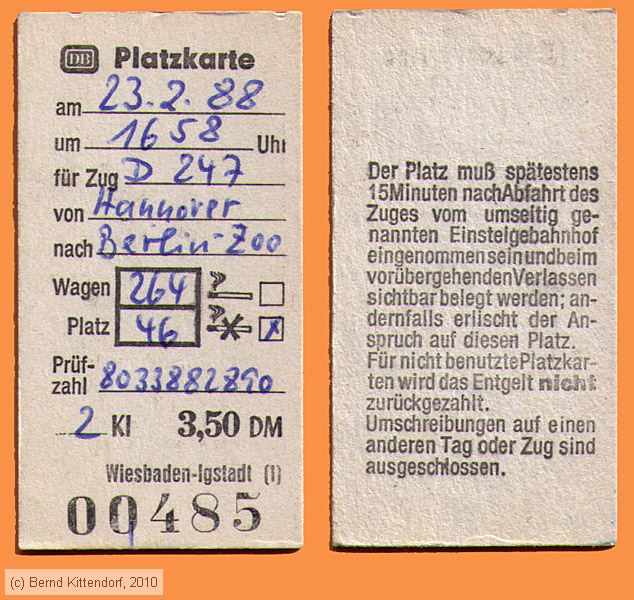 DB Platzkarte
am 23.2.88
um 16 58 Uhr
für Zug D 247
von Hannover
nach Berlin-Zoo
Wagen 264
Platz 46 x
Prüf-
zahl 8033882890
2 Kl 3,50 DM
Wiesbaden-Igstadt (I)
00485
Der Platz muß spätestens
15 Minuten nach Abfahrt des
Zuges vom umseitig ge-
nannten Einsteigebahnhof
eingenommen sein und beim
vorübergehenden Verlassen
sichtbar belegt werden; an-
dernfalls erlischt der An-
spruch auf diesen Platz.
Für nicht benutzte Platzkar-
ten wird das Entgelt nicht
zurückgezahlt.
Umschreibungen auf einen
anderen Tag oder Zug sind
ausgeschlossen.
(c) Bernd Kittendorf, 2010